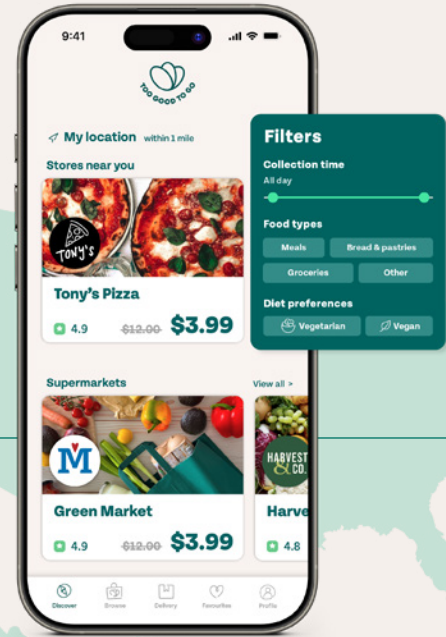 9:41
TOO GOOD TO GO
My location within 1 mile
Stores near you
TONY'S
Tony's Pizza
4.9 $12.00 $3.99
Supermarkets View all >
M
HARVEST
& CO.
Green Market
Harve
4.9 $12.00 $3.99
4.8
Discover Browse Delivery Favourites Profile
Filters
Collection time
All day
Food types
Meals Bread & pastries
Groceries Other
Diet preferences
Vegetarian Vegan